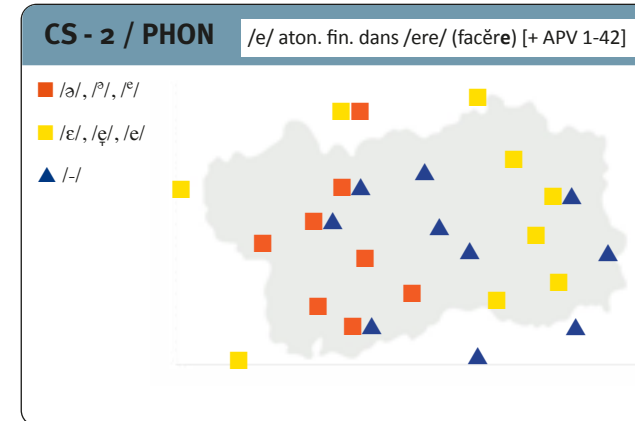 CS - 2 / PHON
/e/ aton. fin. dans /ere/ (facĕre) [+ APV 1-42]
/ə/, /ᵊ/, /ᵉ/
/ɛ/, /ẹ̞/, /e/
/-/